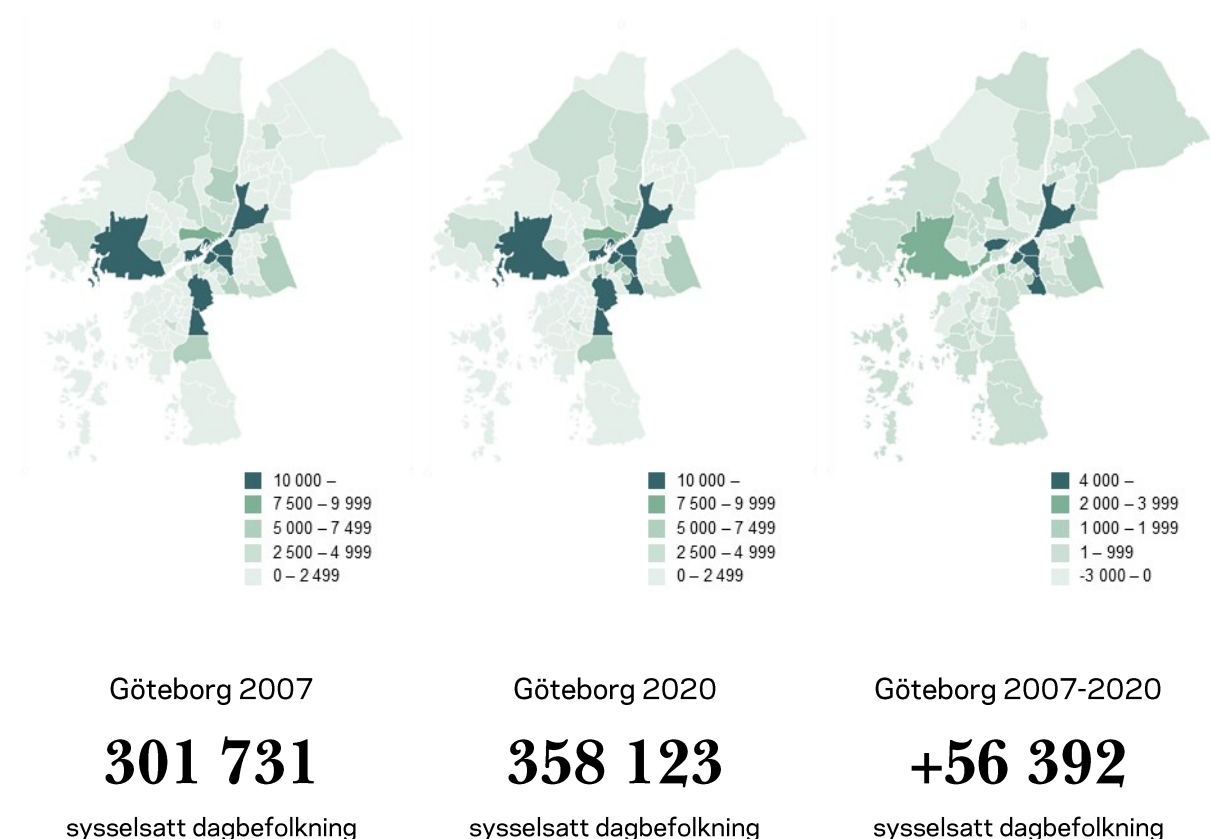 10 000 –
7 500 – 9 999
5 000 – 7 499
2 500 – 4 999
0 – 2 499
10 000 –
7 500 – 9 999
5 000 – 7 499
2 500 – 4 999
0 – 2 499
4 000 –
2 000 – 3 999
1 000 – 1 999
1 – 999
-3 000 – 0
Göteborg 2007
301 731
sysselsatt dagbefolkning
Göteborg 2020
358 123
sysselsatt dagbefolkning
Göteborg 2007-2020
+56 392
sysselsatt dagbefolkning